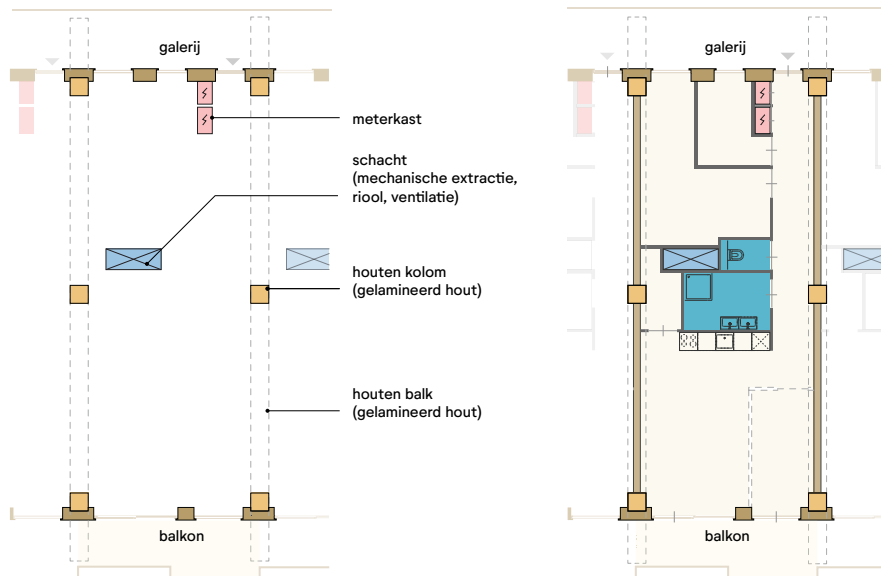 galerij
meterkast
schacht
(mechanische extractie,
riool, ventilatie)
houten kolom
(gelamineerd hout)
houten balk
(gelamineerd hout)
balkon
galerij
balkon